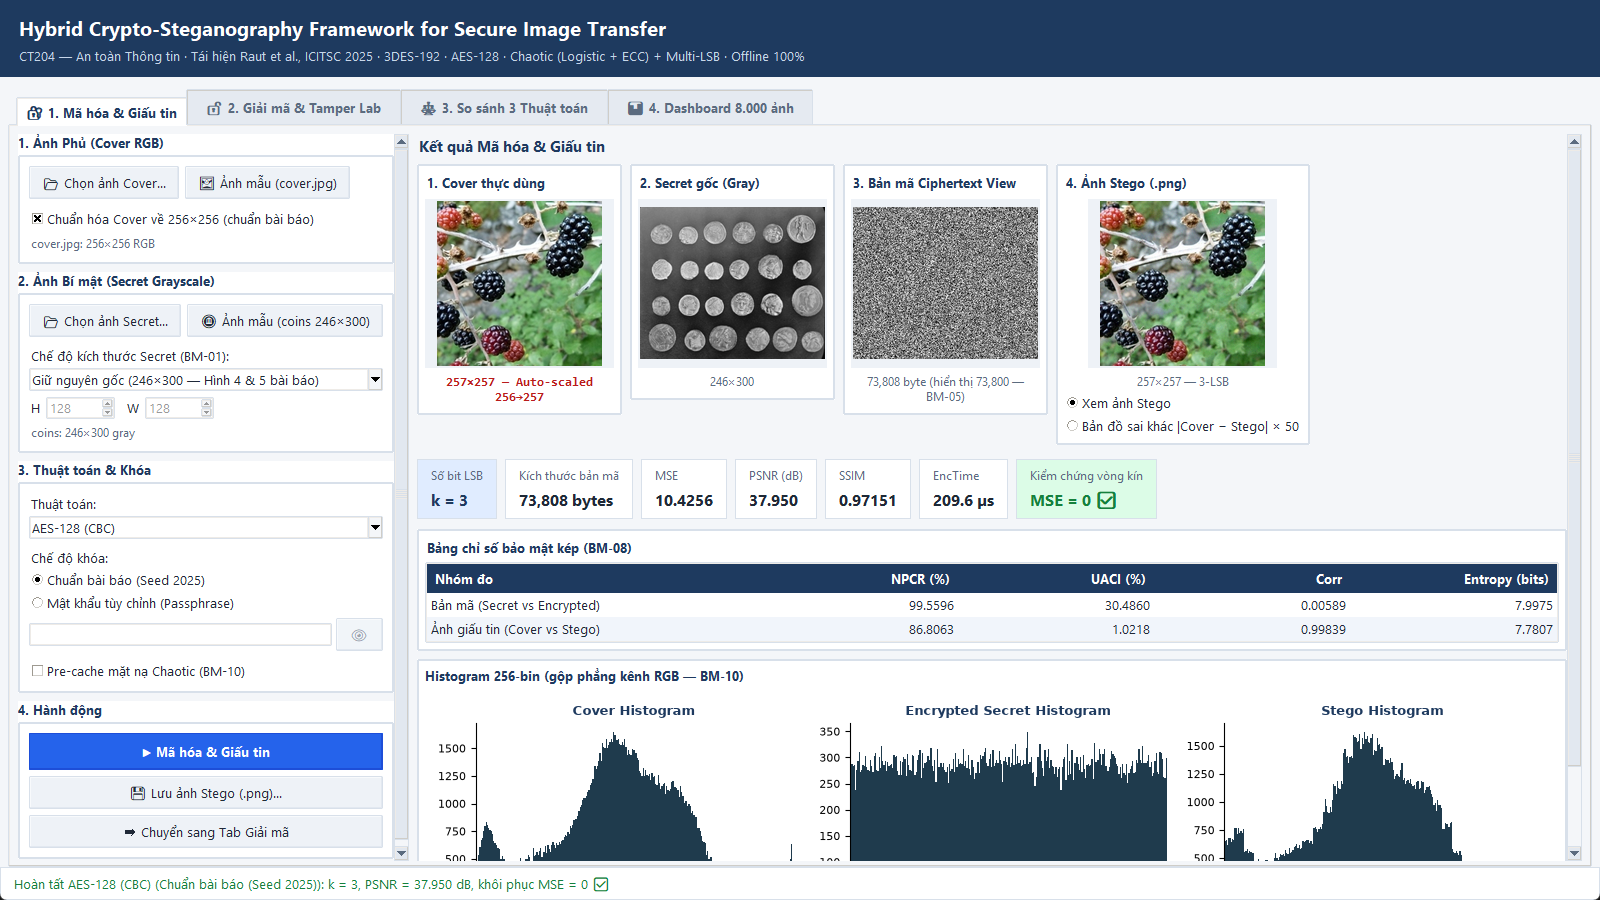 Hybrid Crypto-Steganography Framework for Secure Image Transfer
CT204 — An toàn Thông tin · Tái hiện Raut et al., ICITSC 2025 · 3DES-192 · AES-128 · Chaotic (Logistic + ECC) + Multi-LSB · Offline 100%
1. Mã hóa & Giấu tin
2. Giải mã & Tamper Lab
3. So sánh 3 Thuật toán
4. Dashboard 8.000 ảnh
1. Ảnh Phủ (Cover RGB)
Chọn ảnh Cover...
Ảnh mẫu (cover.jpg)
Chuẩn hóa Cover về 256×256 (chuẩn bài báo)
cover.jpg: 256×256 RGB
2. Ảnh Bí mật (Secret Grayscale)
Chọn ảnh Secret...
Ảnh mẫu (coins 246×300)
Chế độ kích thước Secret (BM-01):
Giữ nguyên gốc (246×300 — Hình 4 & 5 bài báo)
H 128 W 128
coins: 246×300 gray
3. Thuật toán & Khóa
Thuật toán:
AES-128 (CBC)
Chế độ khóa:
Chuẩn bài báo (Seed 2025)
Mật khẩu tùy chỉnh (Passphrase)
Pre-cache mặt nạ Chaotic (BM-10)
4. Hành động
► Mã hóa & Giấu tin
Lưu ảnh Stego (.png)...
➡ Chuyển sang Tab Giải mã
Kết quả Mã hóa & Giấu tin
1. Cover thực dùng
257×257 — Auto-scaled
256→257
2. Secret gốc (Gray)
246×300
3. Bản mã Ciphertext View
73,808 byte (hiển thị 73,800 —
BM-05)
4. Ảnh Stego (.png)
257×257 — 3-LSB
Xem ảnh Stego
Bản đồ sai khác |Cover − Stego| × 50
Số bit LSB
k = 3
Kích thước bản mã
73,808 bytes
MSE
10.4256
PSNR (dB)
37.950
SSIM
0.97151
EncTime
209.6 µs
Kiểm chứng vòng kín
MSE = 0
Bảng chỉ số bảo mật kép (BM-08)
Nhóm đo NPCR (%) UACI (%) Corr Entropy (bits)
Bản mã (Secret vs Encrypted) 99.5596 30.4860 0.00589 7.9975
Ảnh giấu tin (Cover vs Stego) 86.8063 1.0218 0.99839 7.7807
Histogram 256-bin (gộp phẳng kênh RGB — BM-10)
Cover Histogram
1500
1250
1000
750
500
Encrypted Secret Histogram
350
300
250
200
150
100
Stego Histogram
1500
1250
1000
750
500
Hoàn tất AES-128 (CBC) (Chuẩn bài báo (Seed 2025)): k = 3, PSNR = 37.950 dB, khôi phục MSE = 0